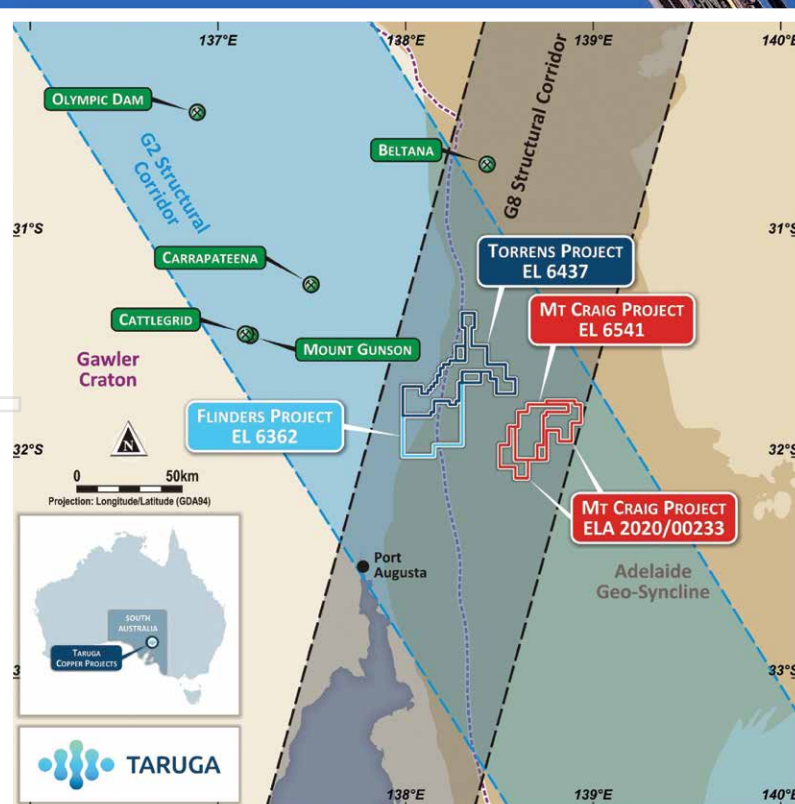 137°E
138°E
139°E
140°E
OLYMPIC DAM
G2 Structural
Corridor
BELTANA
G8 Structural Corridor
31°S
31°S
TORRENS PROJECT
EL 6437
CARRAPATEENA
MT CRAIG PROJECT
EL 6541
CATTLEGRID
MOUNT GUNSON
Gawler
Craton
FLINDERS PROJECT
EL 6362
N
32°S
32°S
0 50km
Projection: Longitude/Latitude (GDA94)
MT CRAIG PROJECT
ELA 2020/00233
Port
Augusta
Adelaide
Geo-Syncline
SOUTH
AUSTRALIA
TARUGA
COPPER PROJECTS
33°S
TARUGA
138°E
139°E
140°E